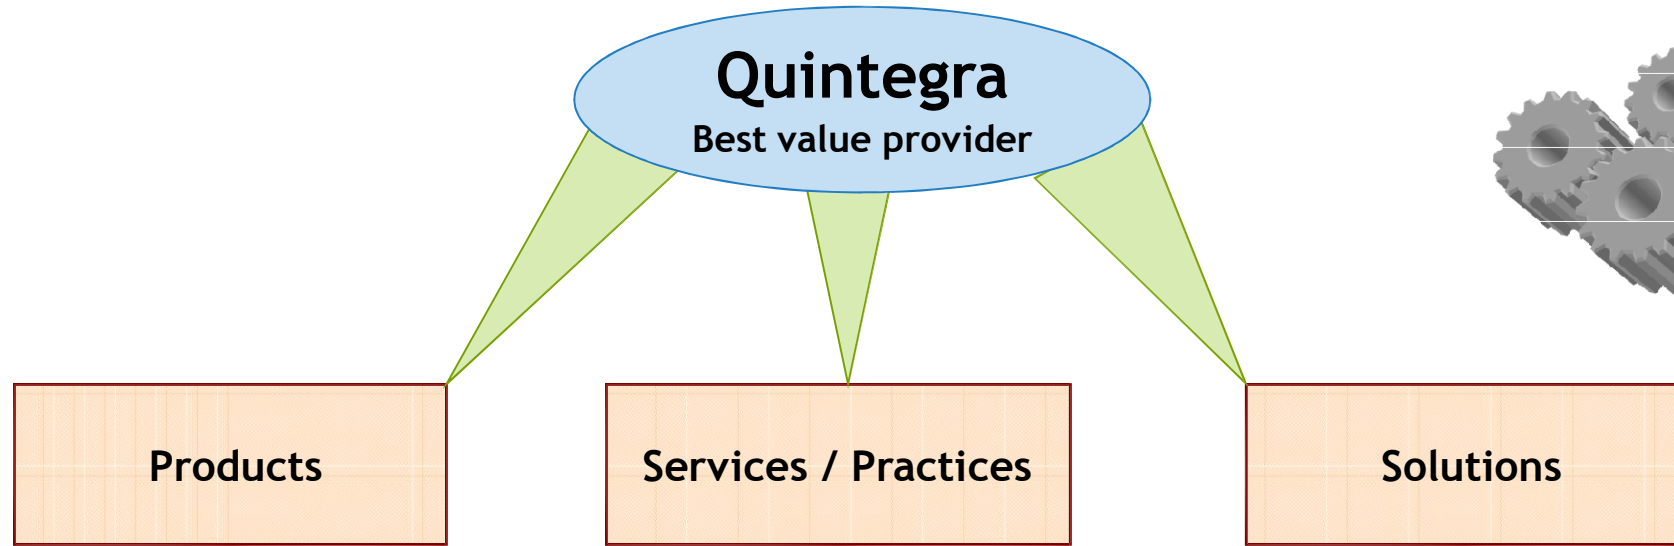 Quintegra
Best value provider
Products
Services / Practices
Solutions